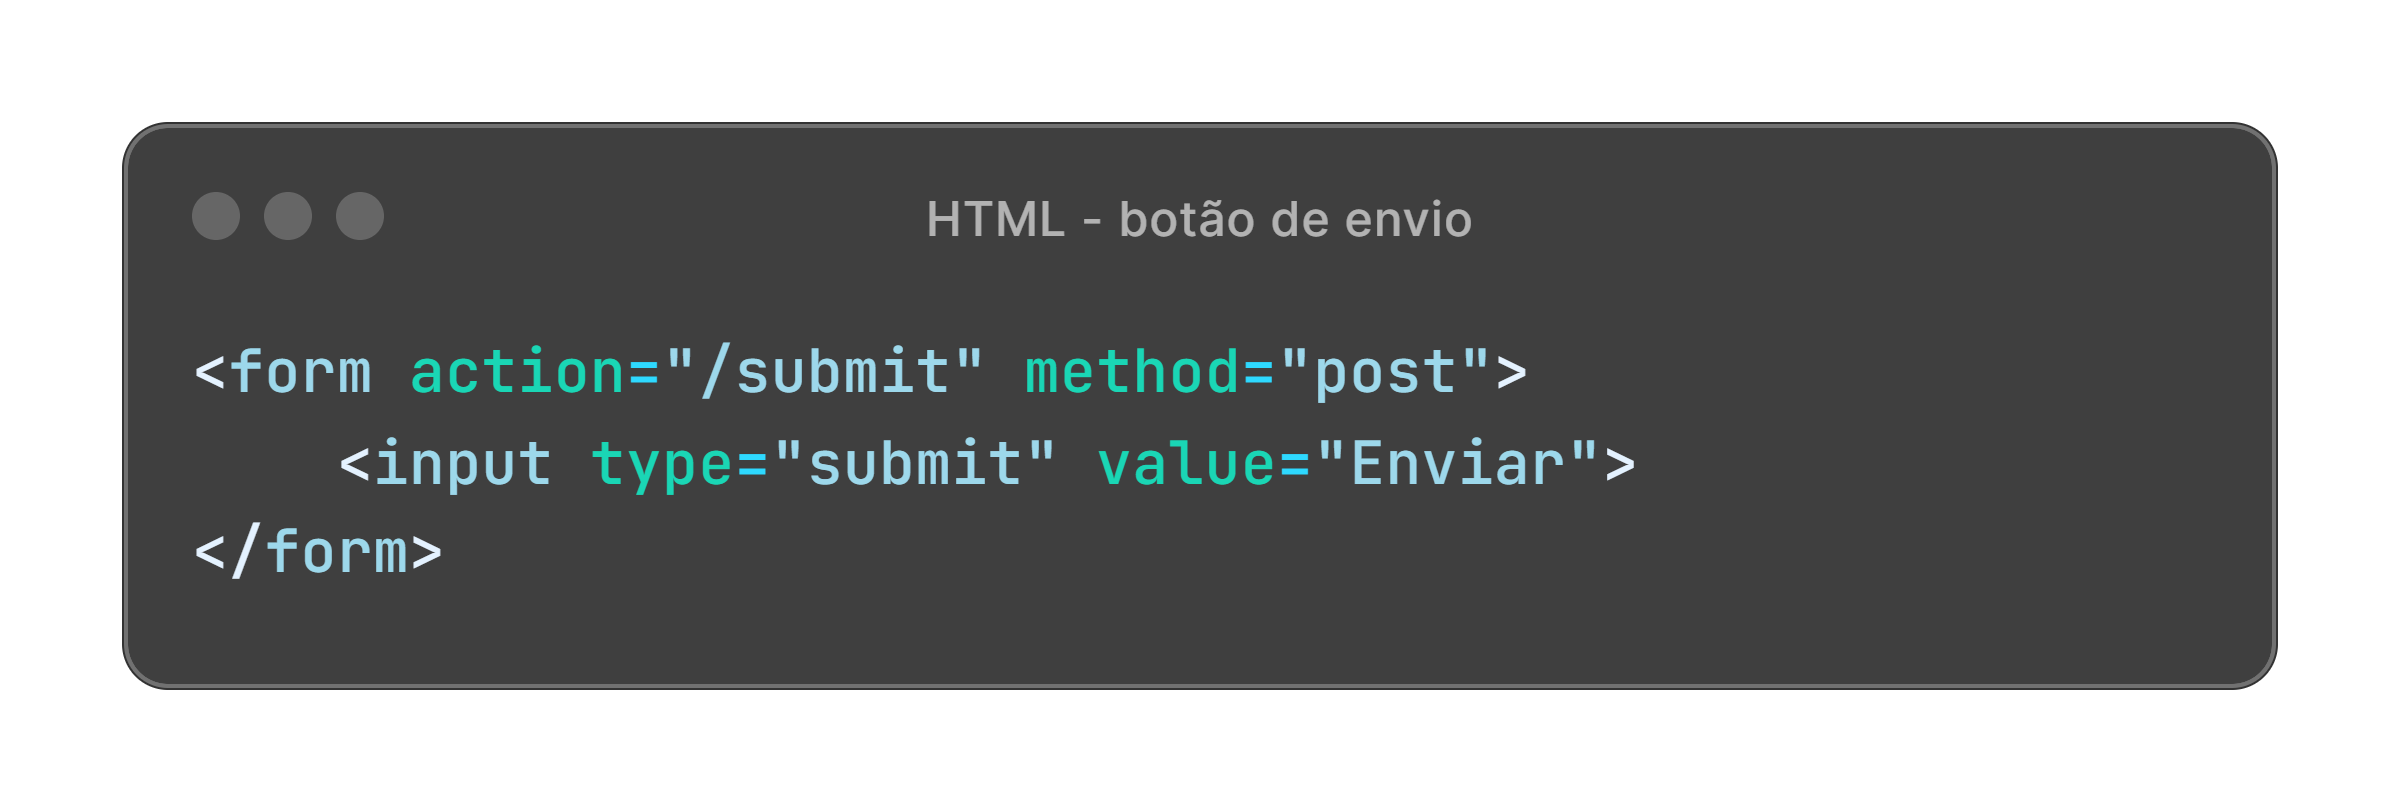 HTML - botão de envio
<form action="/submit" method="post">
    <input type="submit" value="Enviar">
</form>